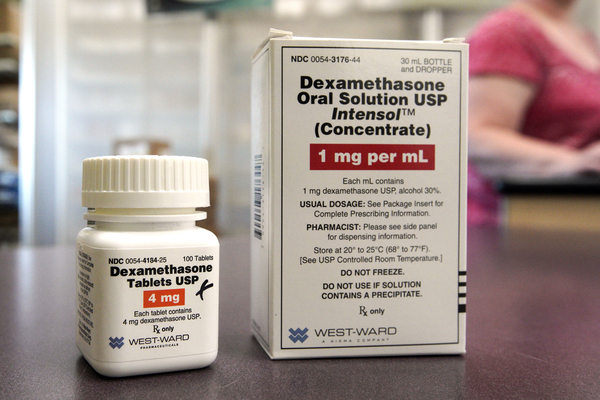 NDC 0054-3176-44
30 mL BOTTLE
and DROPPER
Dexamethasone
Oral Solution USP
Intensol™
(Concentrate)
1 mg per mL
Each mL contains
1 mg dexamethasone USP, alcohol 30%.
USUAL DOSAGE: See Package Insert for
Complete Prescribing Information.
PHARMACIST: Please see side panel
for dispensing information.
Store at 20° to 25°C (68° to 77°F).
[See USP Controlled Room Temperature.]
DO NOT FREEZE.
DO NOT USE IF SOLUTION
CONTAINS A PRECIPITATE.
℞ only
WEST-WARD
A HIKMA COMPANY
NDC 0054-4184-25 100 Tablets
Dexamethasone
Tablets USP
4 mg
Each tablet contains
4 mg dexamethasone USP.
℞ only
WEST-WARD
PHARMACEUTICALS